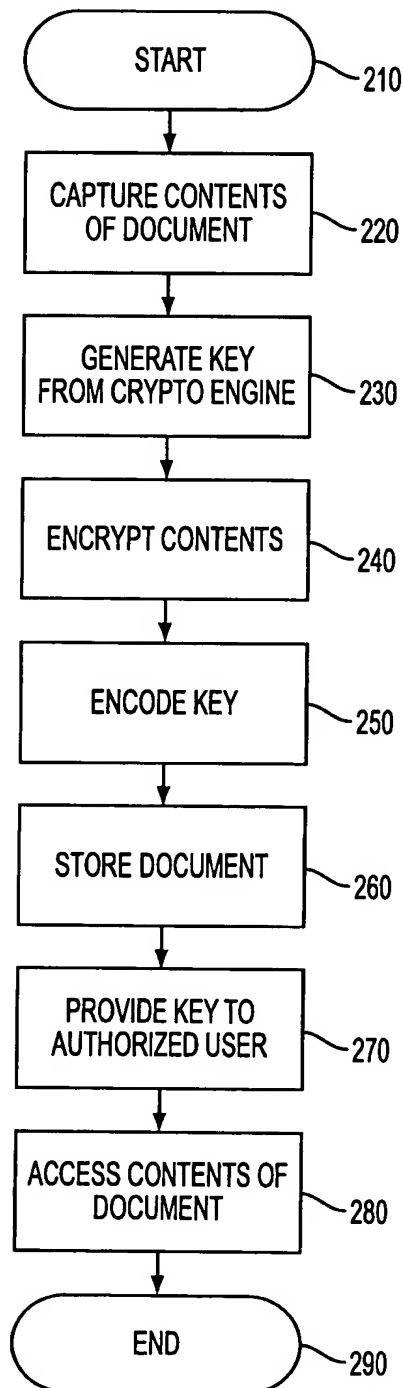 START
210
CAPTURE CONTENTS
OF DOCUMENT
220
GENERATE KEY
FROM CRYPTO ENGINE
230
ENCRYPT CONTENTS
240
ENCODE KEY
250
STORE DOCUMENT
260
PROVIDE KEY TO
AUTHORIZED USER
270
ACCESS CONTENTS OF
DOCUMENT
280
END
290